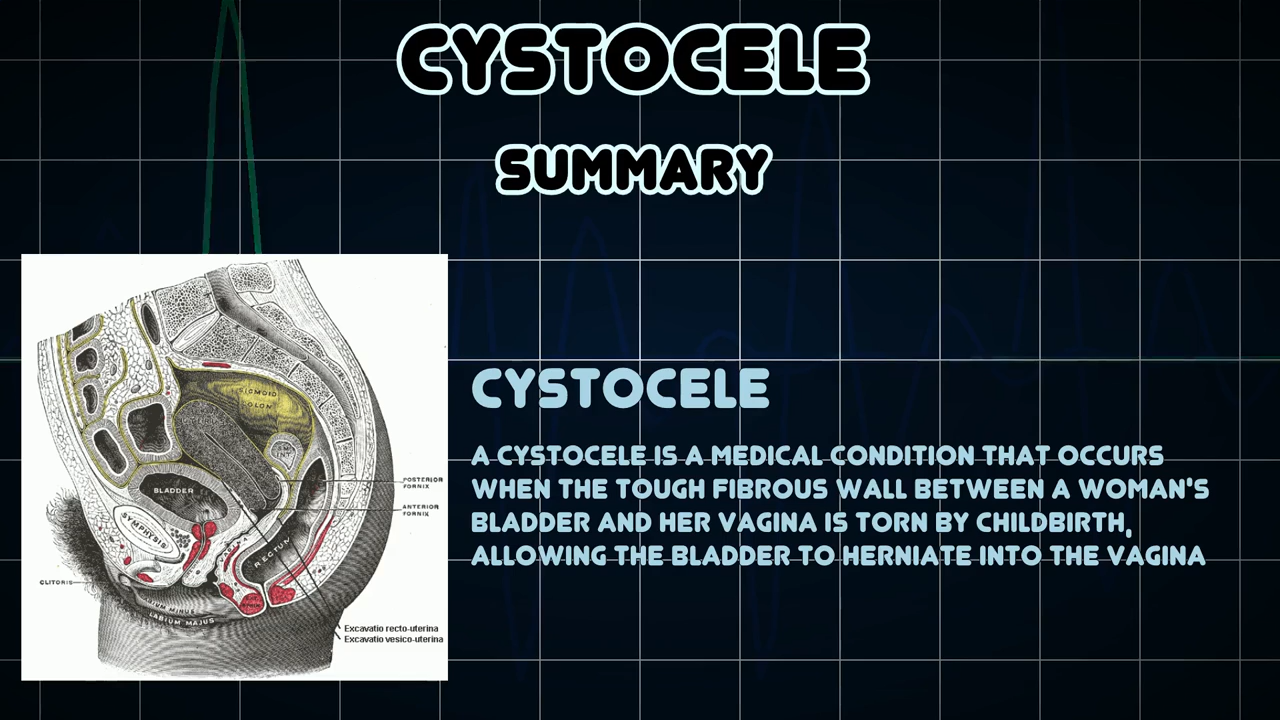 CYSTOCELE
SUMMARY
CYSTOCELE
A CYSTOCELE IS A MEDICAL CONDITION THAT OCCURS
WHEN THE TOUGH FIBROUS WALL BETWEEN A WOMAN'S
BLADDER AND HER VAGINA IS TORN BY CHILDBIRTH,
ALLOWING THE BLADDER TO HERNIATE INTO THE VAGINA
SIGMOID
COLON
BLADDER
POSTERIOR
FORNIX
ANTERIOR
FORNIX
SYMPHYSIS
RECTUM
CLITORIS
LABIUM MAJUS
Excavatio recto-uterina
Excavatio vesico-uterina